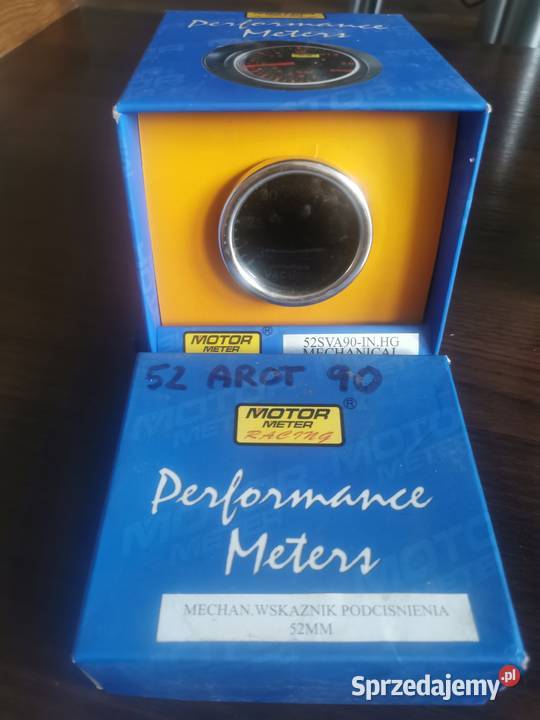 Performance
Meters
52SVA90-IN.HG
MECHANICAL
MOTOR
METER
®
52 AROT 90
MOTOR
METER
RACING
®
Performance
Meters
MECHAN.WSKAZNIK PODCISNIENIA
52MM
Sprzedajemy.pl